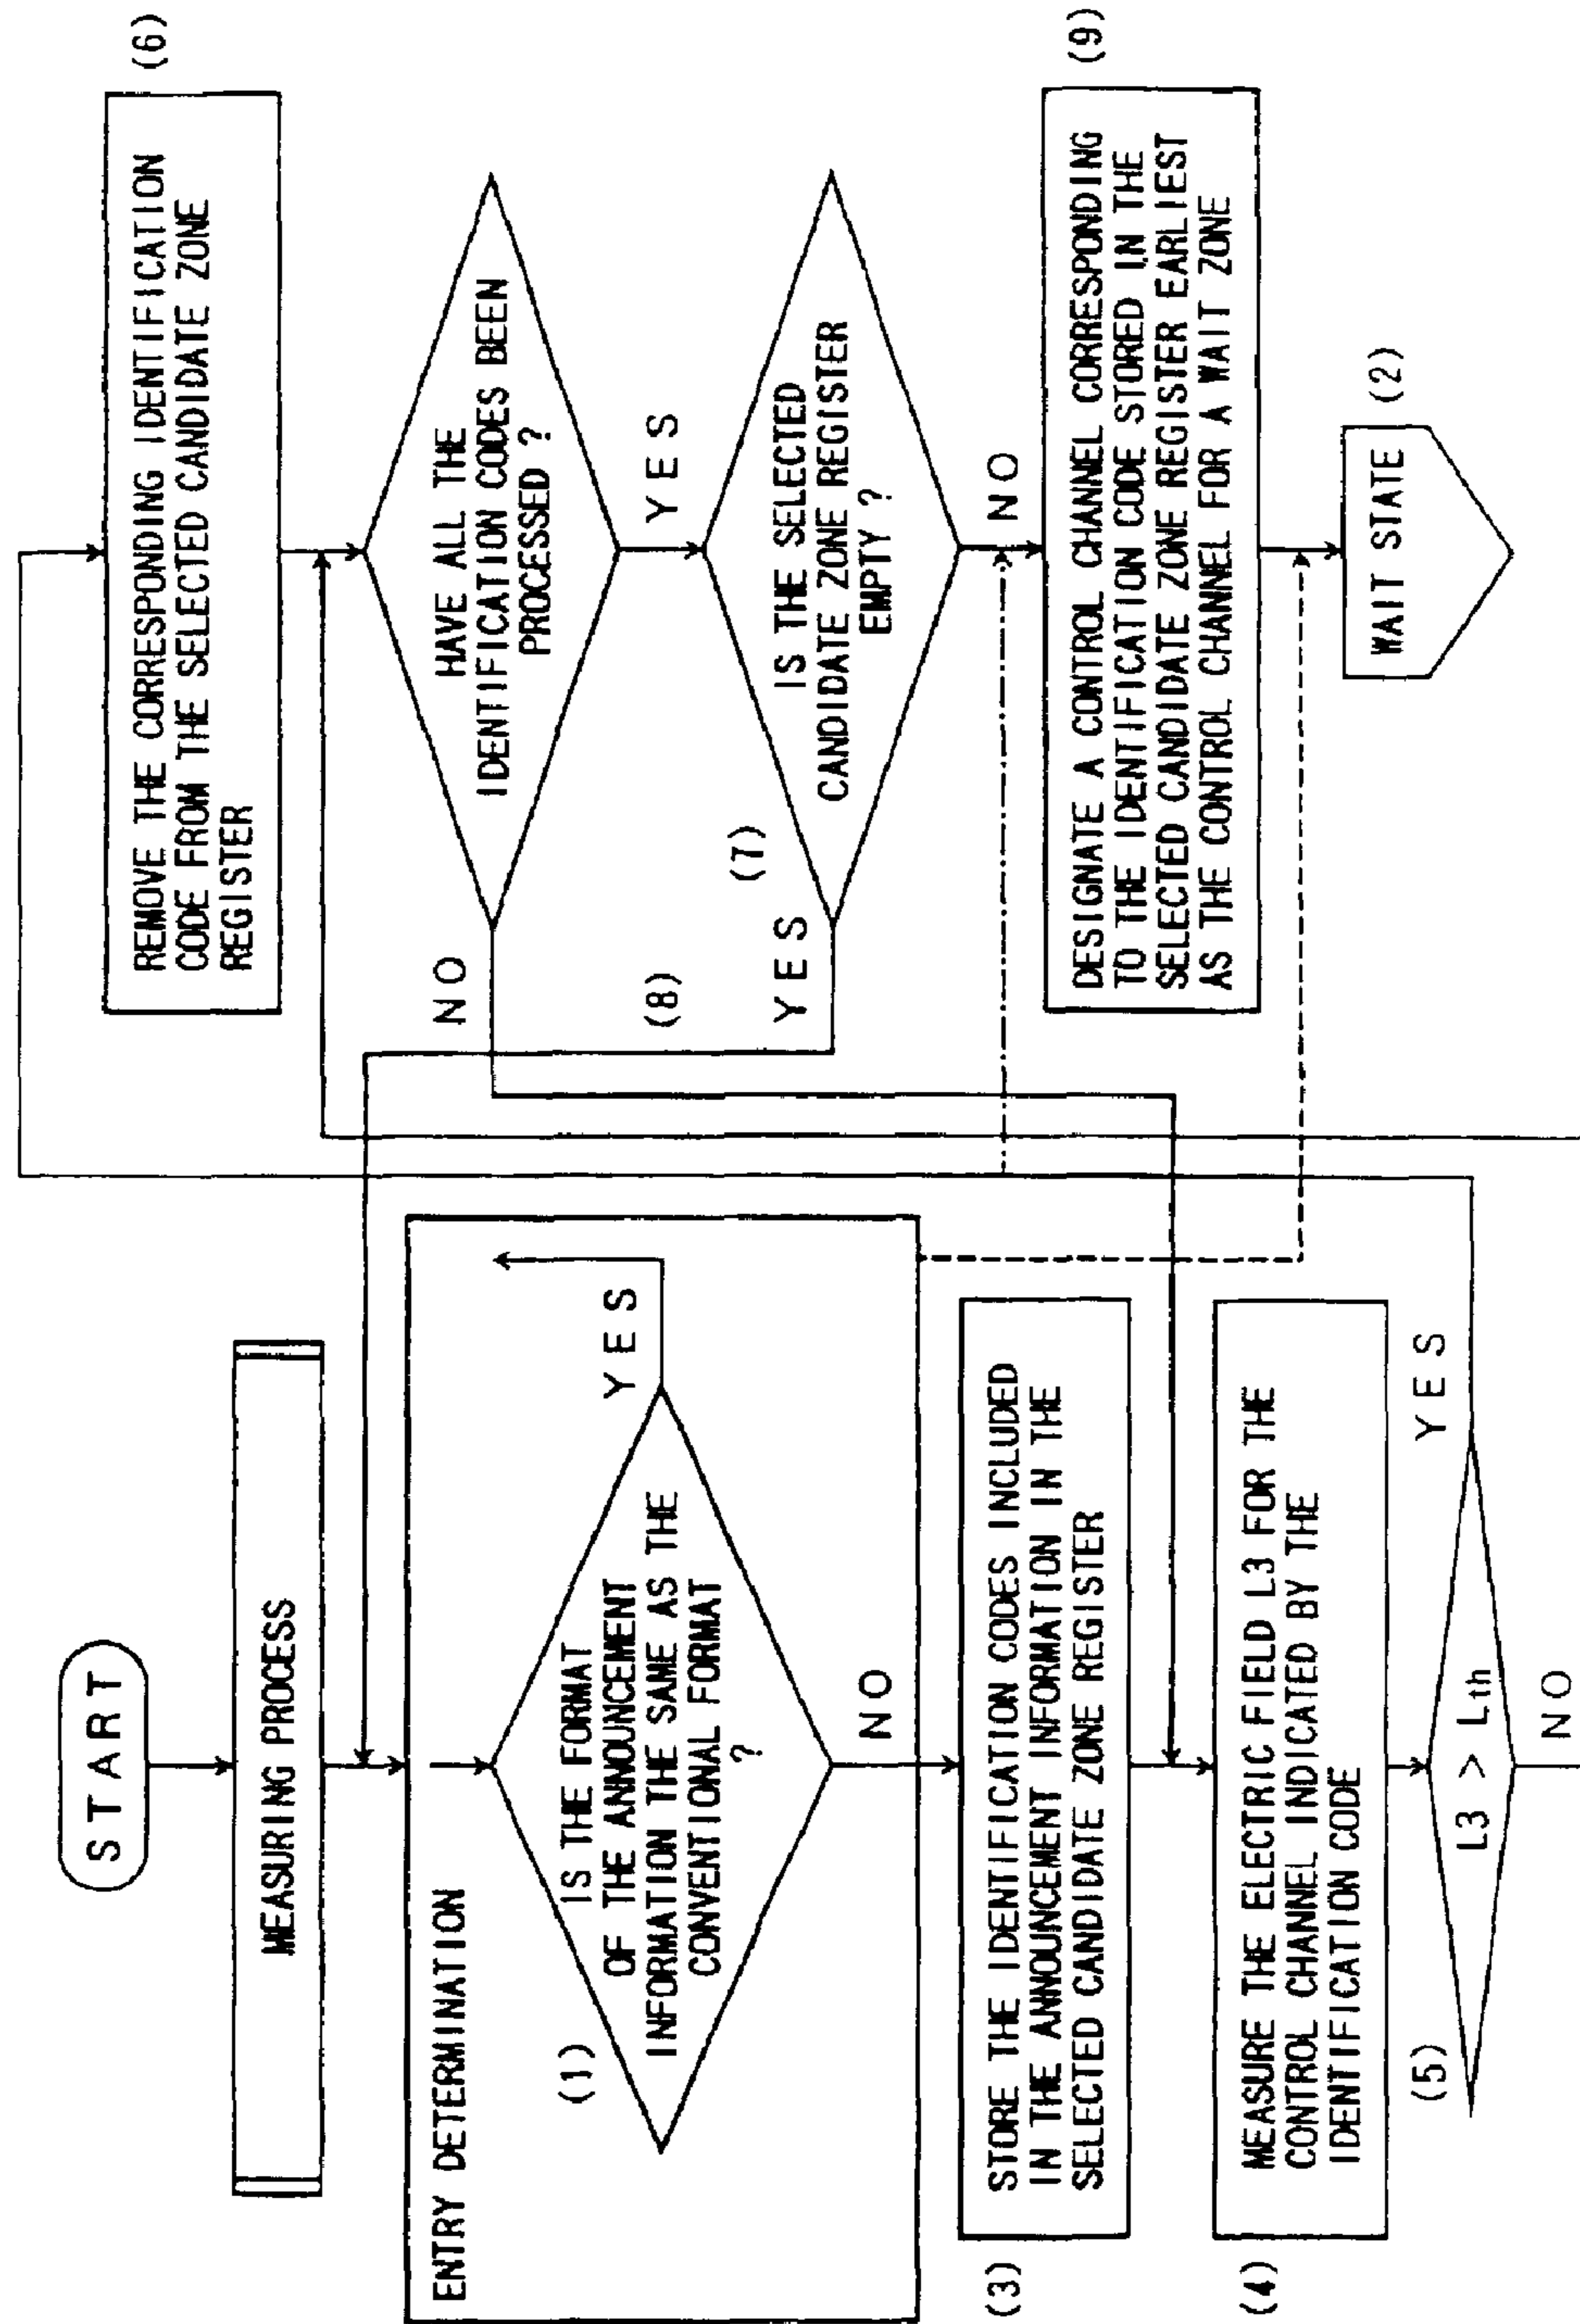 START
MEASURING PROCESS
ENTRY DETERMINATION
(1)
IS THE FORMAT
OF THE ANNOUNCEMENT
INFORMATION THE SAME AS THE
CONVENTIONAL FORMAT
?
YES
NO
(3)
STORE THE IDENTIFICATION CODES INCLUDED
IN THE ANNOUNCEMENT INFORMATION IN THE
SELECTED CANDIDATE ZONE REGISTER
(4)
MEASURE THE ELECTRIC FIELD L3 FOR THE
CONTROL CHANNEL INDICATED BY THE
IDENTIFICATION CODE
(5)
L3 > Lth
YES
NO
(6)
REMOVE THE CORRESPONDING IDENTIFICATION
CODE FROM THE SELECTED CANDIDATE ZONE
REGISTER
HAVE ALL THE
IDENTIFICATION CODES BEEN
PROCESSED ?
NO
YES
(8)
(7)
IS THE SELECTED
CANDIDATE ZONE REGISTER
EMPTY ?
YES
NO
(9)
DESIGNATE A CONTROL CHANNEL CORRESPONDING
TO THE IDENTIFICATION CODE STORED IN THE
SELECTED CANDIDATE ZONE REGISTER EARLIEST
AS THE CONTROL CHANNEL FOR A WAIT ZONE
WAIT STATE
(2)